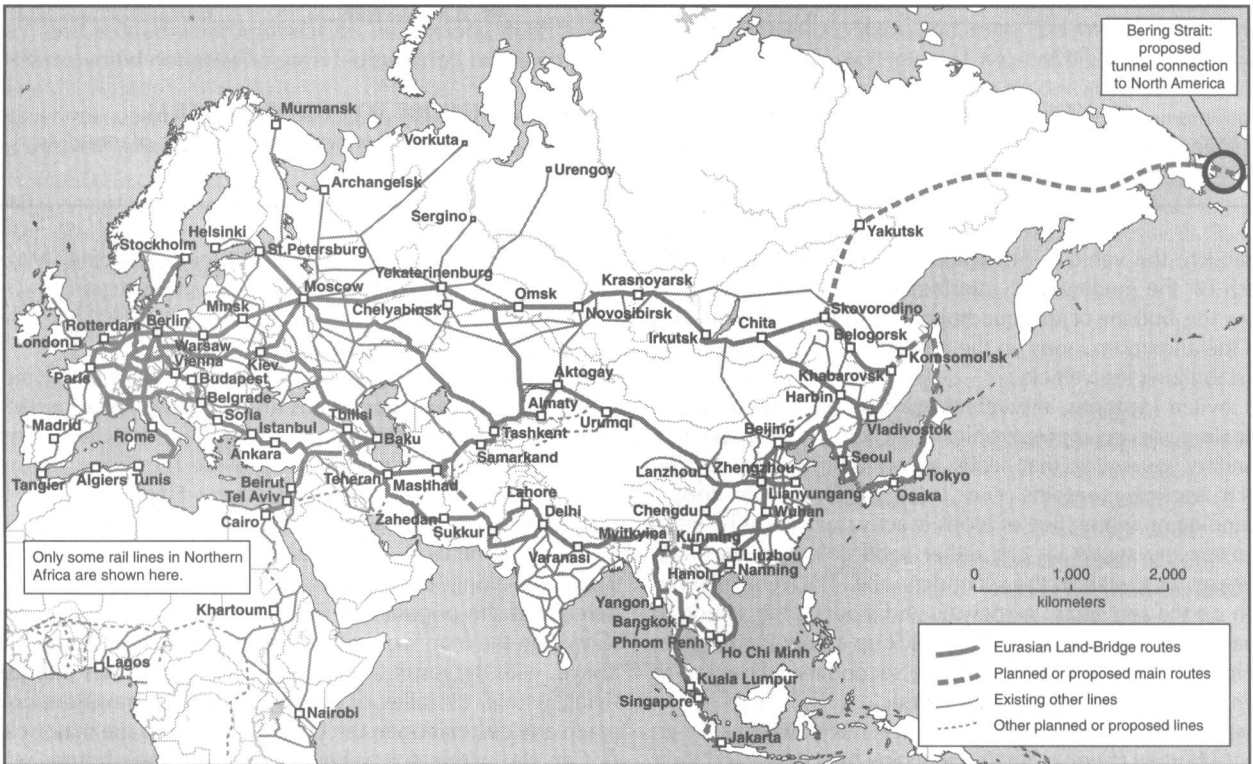 Bering Strait:
proposed
tunnel connection
to North America
Murmansk
Vorkuta
Urengoy
Archangelsk
Sergino
Yakutsk
Helsinki
Stockholm
St.Petersburg
Yekaterinenburg
Krasnoyarsk
Moscow
Omsk
Minsk
Chelyabinsk
Novosibirsk
Skovorodino
Rotterdam
Berlin
Chita
London
Warsaw
Irkutsk
Belogorsk
Vienna
Kiev
Komsomol'sk
Paris
Budapest
Aktogay
Khabarovsk
Belgrade
Almaty
Harbin
Sofia
Tbilisi
Urumqi
Madrid
Istanbul
Beijing
Vladivostok
Rome
Baku
Tashkent
Ankara
Samarkand
Seoul
Tangier
Algiers
Tunis
Beirut
Teheran
Mashhad
Lanzhou
Zhengzhou
Tokyo
Tel Aviv
Lahore
Lianyungang
Osaka
Cairo
Zahedan
Delhi
Chengdu
Wuhan
Sukkur
Myitkyina
Kunming
Only some rail lines in Northern
Africa are shown here.
Varanasi
Liuzhou
Hanoi
Nanning
0 1,000 2,000
kilometers
Khartoum
Yangon
Bangkok
Phnom Penh
Ho Chi Minh
Lagos
Kuala Lumpur
Singapore
Nairobi
Jakarta
Eurasian Land-Bridge routes
Planned or proposed main routes
Existing other lines
Other planned or proposed lines